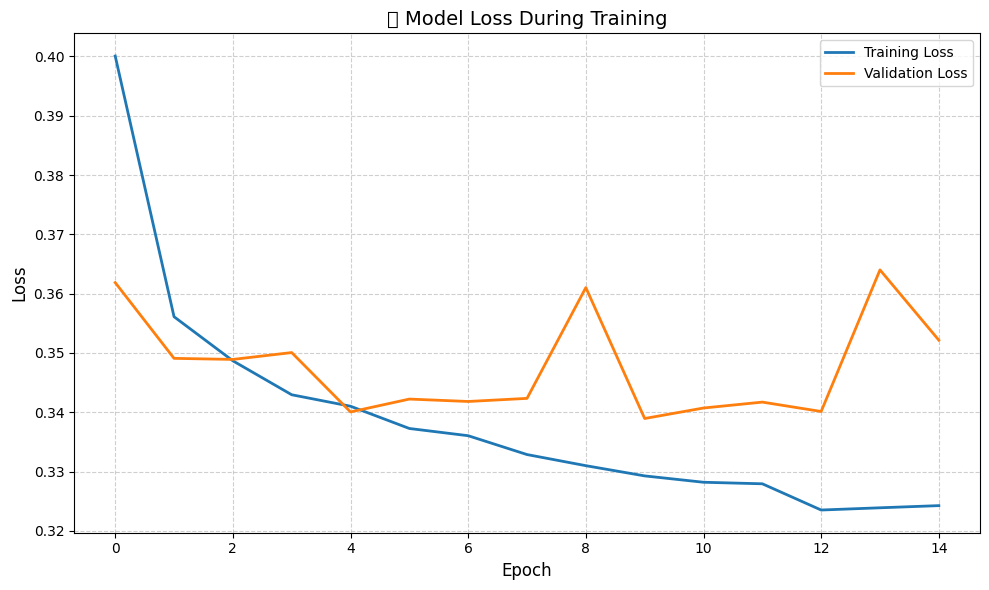 ▯ Model Loss During Training
Training Loss
Validation Loss
0.40
0.39
0.38
0.37
0.36
0.35
0.34
0.33
0.32
Loss
0 2 4 6 8 10 12 14
Epoch